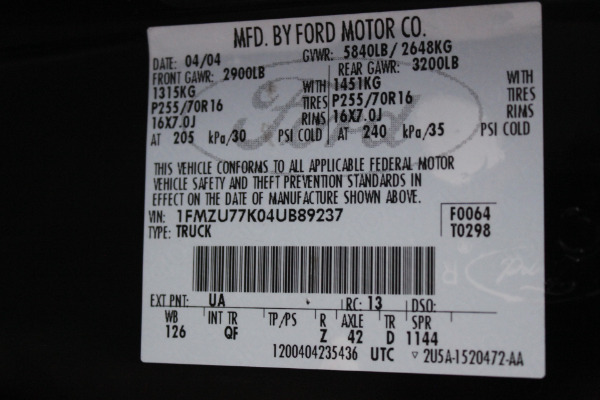 MFD. BY FORD MOTOR CO.
DATE: 04/04 GVWR: 5840LB/ 2648KG
FRONT GAWR: 2900LB REAR GAWR: 3200LB
1315KG WITH 1451KG WITH
P255/70R16 TIRES P255/70R16 TIRES
16X7.0J RIMS 16X7.0J RIMS
AT 205 kPa/30 PSI COLD AT 240 kPa/35 PSI COLD
Ford
THIS VEHICLE CONFORMS TO ALL APPLICABLE FEDERAL MOTOR
VEHICLE SAFETY AND THEFT PREVENTION STANDARDS IN
EFFECT ON THE DATE OF MANUFACTURE SHOWN ABOVE.
VIN: 1FMZU77K04UB89237 F0064
TYPE: TRUCK T0298
EXT PNT: UA RC: 13 DSO:
WB INT TR TP/PS R AXLE TR SPR
126 QF Z 42 D 1144
1200404235436 UTC ▽ 2U5A-1520472-AA